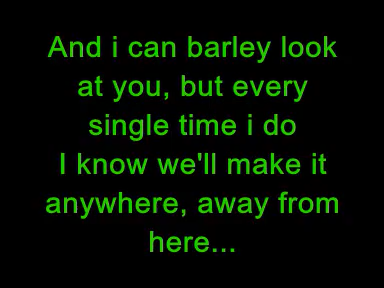 And i can barley look
at you, but every
single time i do
I know we'll make it
anywhere, away from
here...